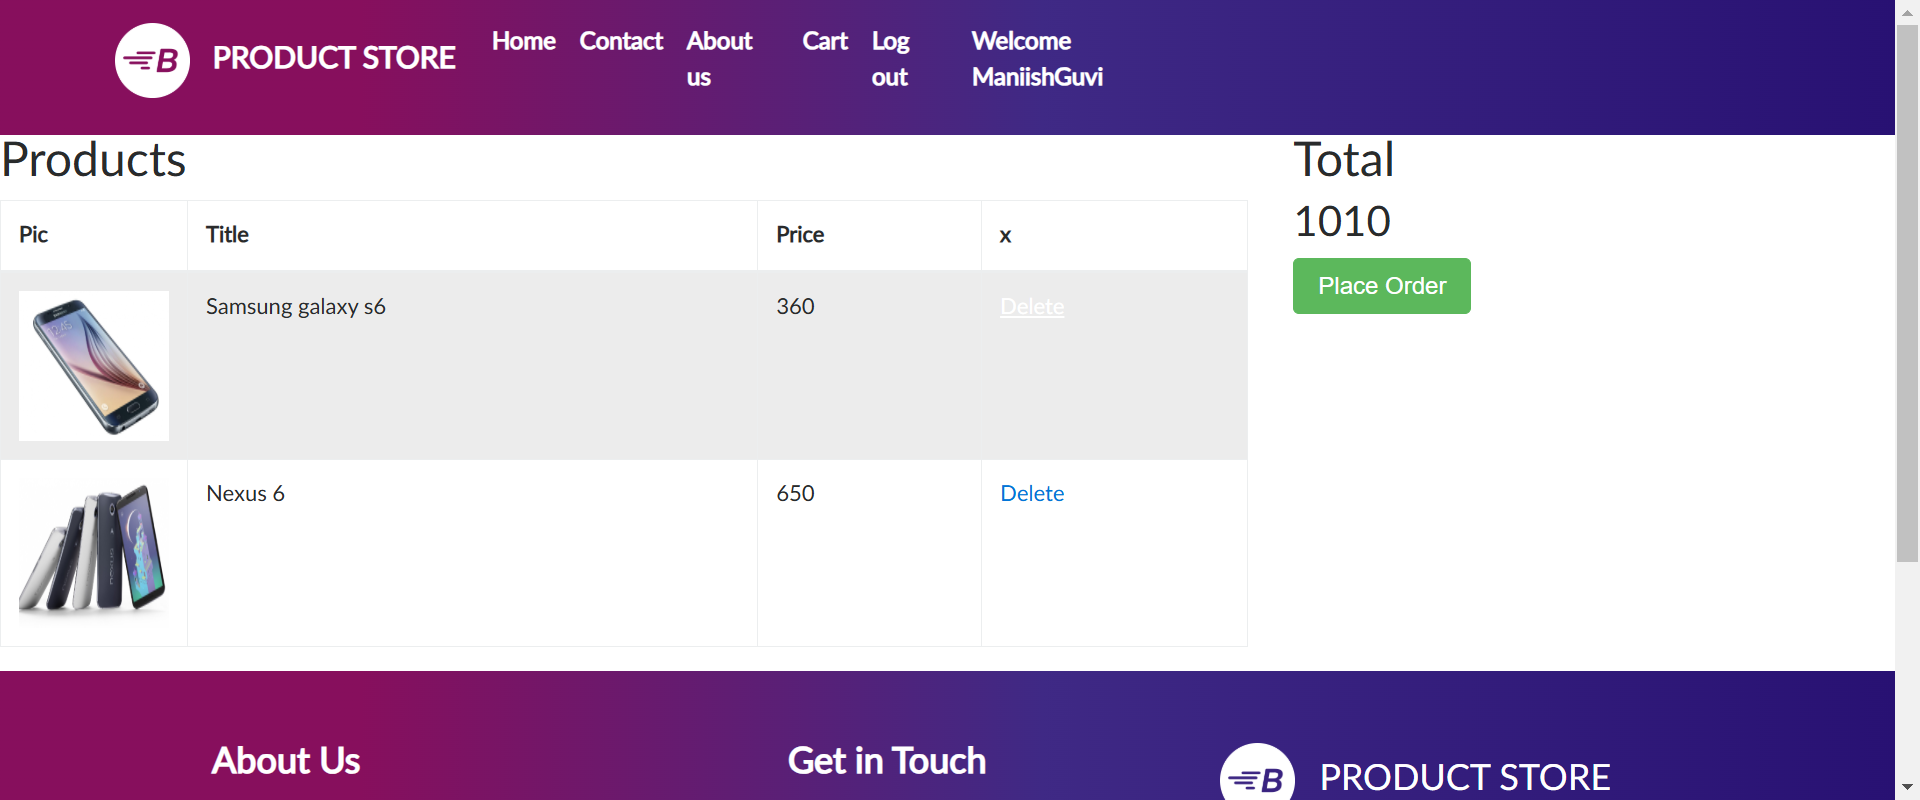 B PRODUCT STORE Home Contact About us Cart Log out Welcome ManiishGuvi
Products
Total
1010
Place Order
Pic Title Price x
Samsung galaxy s6 360 Delete
Nexus 6 650 Delete
About Us
Get in Touch
B PRODUCT STORE